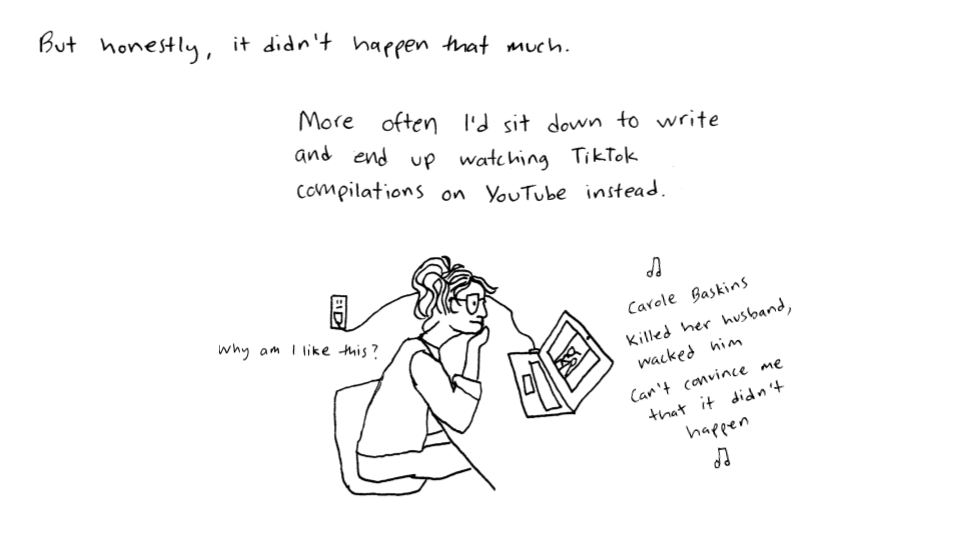 But honestly, it didn't happen that much.
More often I'd sit down to write
and end up watching TikTok
compilations on YouTube instead.
Why am I like this?
Carole Baskins
Killed her husband,
wacked him
Can't convince me
that it didn't
happen